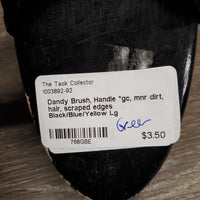 The Tack Collector
1003892-92
Dandy Brush, Handle *gc, mnr dirt,
hair, scraped edges
Black/Blue/Yellow Lg
Green
$3.50
768GBE